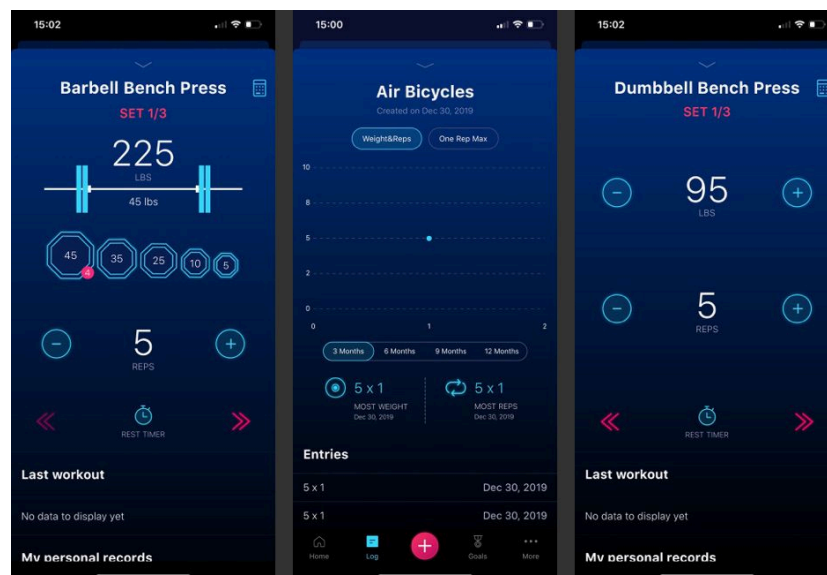 15:02
Barbell Bench Press
SET 1/3
225
LBS
45 lbs
45
4
35
25
10
5
5
REPS
REST TIMER
Last workout
No data to display yet
My personal records
15:00
Air Bicycles
Created on Dec 30, 2019
Weight&Reps
One Rep Max
10
8
5
2
0
0 1 2
3 Months 6 Months 9 Months 12 Months
5 x 1
MOST WEIGHT
Dec 30, 2019
5 x 1
MOST REPS
Dec 30, 2019
Entries
5 x 1 Dec 30, 2019
5 x 1 Dec 30, 2019
Home Log Goals More
15:02
Dumbbell Bench Press
SET 1/3
95
LBS
5
REPS
REST TIMER
Last workout
No data to display yet
My personal records